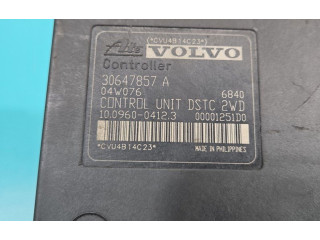 (*CVU4B14C23*)
Ate VOLVO
Controller
30647857 A
04W076 6840
CONTROL UNIT DSTC 2WD
10.0960-0412.3 00001251D0
*CVU4B14C23*
MADE IN PHILIPPINES